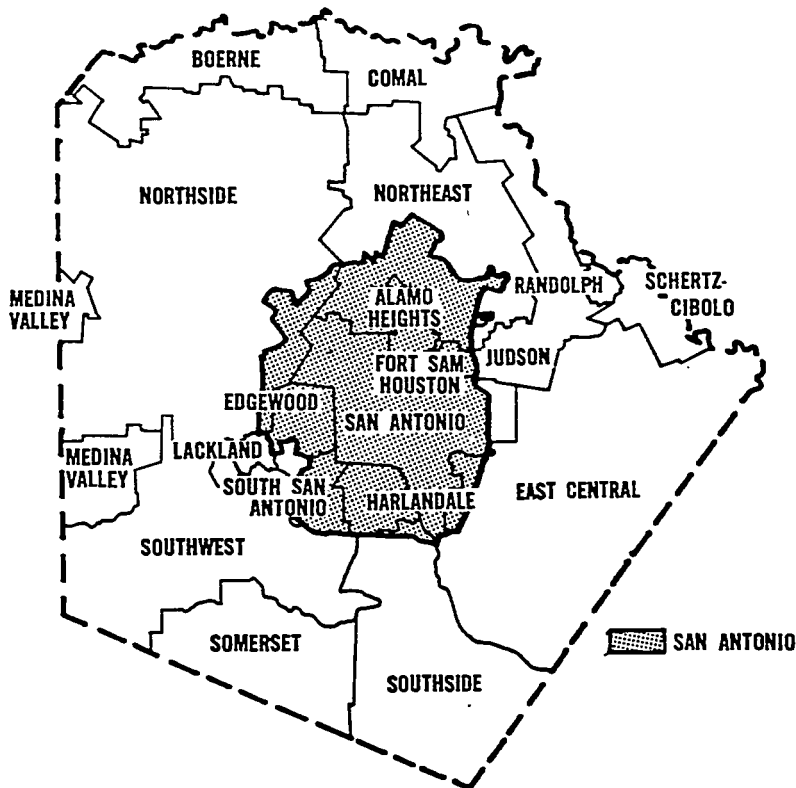 BOERNE
COMAL
NORTHSIDE
NORTHEAST
MEDINA
VALLEY
RANDOLPH
SCHERTZ-
CIBOLO
ALAMO
HEIGHTS
JUDSON
FORT SAM
HOUSTON
EDGEWOOD
SAN ANTONIO
MEDINA
VALLEY
LACKLAND
SOUTH SAN
ANTONIO
HARLANDALE
EAST CENTRAL
SOUTHWEST
SOMERSET
SOUTHSIDE
SAN ANTONIO